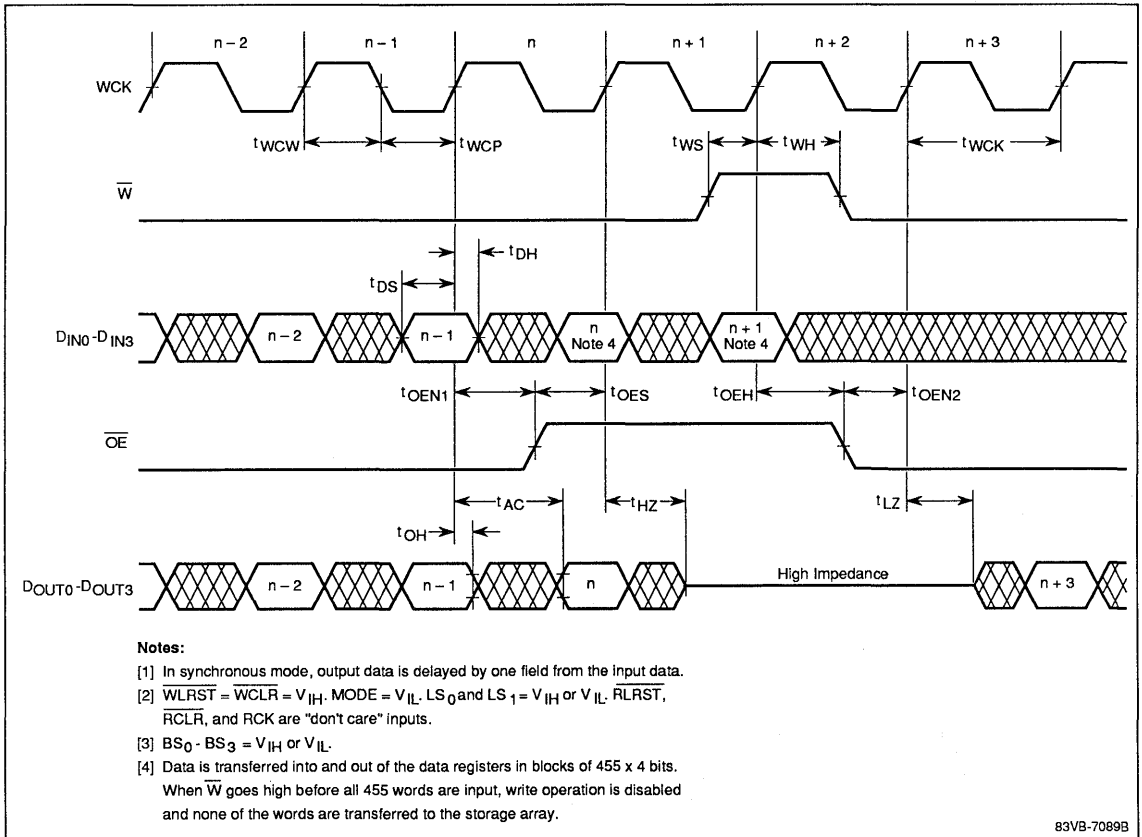 n – 2 n – 1 n n + 1 n + 2 n + 3
WCK
tWCW tWCP tWS tWH tWCK
W̅
tDH
tDS
DIN0-DIN3 n – 2 n – 1 n n + 1
Note 4 Note 4
tOEN1 tOES tOEH tOEN2
O̅E̅
tAC tHZ tLZ
tOH
DOUT0-DOUT3 n – 2 n – 1 n High Impedance n + 3
Notes:
[1] In synchronous mode, output data is delayed by one field from the input data.
[2] W̅L̅R̅S̅T̅ = W̅C̅L̅R̅ = VIH. MODE = VIL. LS0 and LS1 = VIH or VIL. R̅L̅R̅S̅T̅,
R̅C̅L̅R̅, and RCK are "don't care" inputs.
[3] BS0 - BS3 = VIH or VIL.
[4] Data is transferred into and out of the data registers in blocks of 455 x 4 bits.
When W̅ goes high before all 455 words are input, write operation is disabled
and none of the words are transferred to the storage array.
83VB-7089B